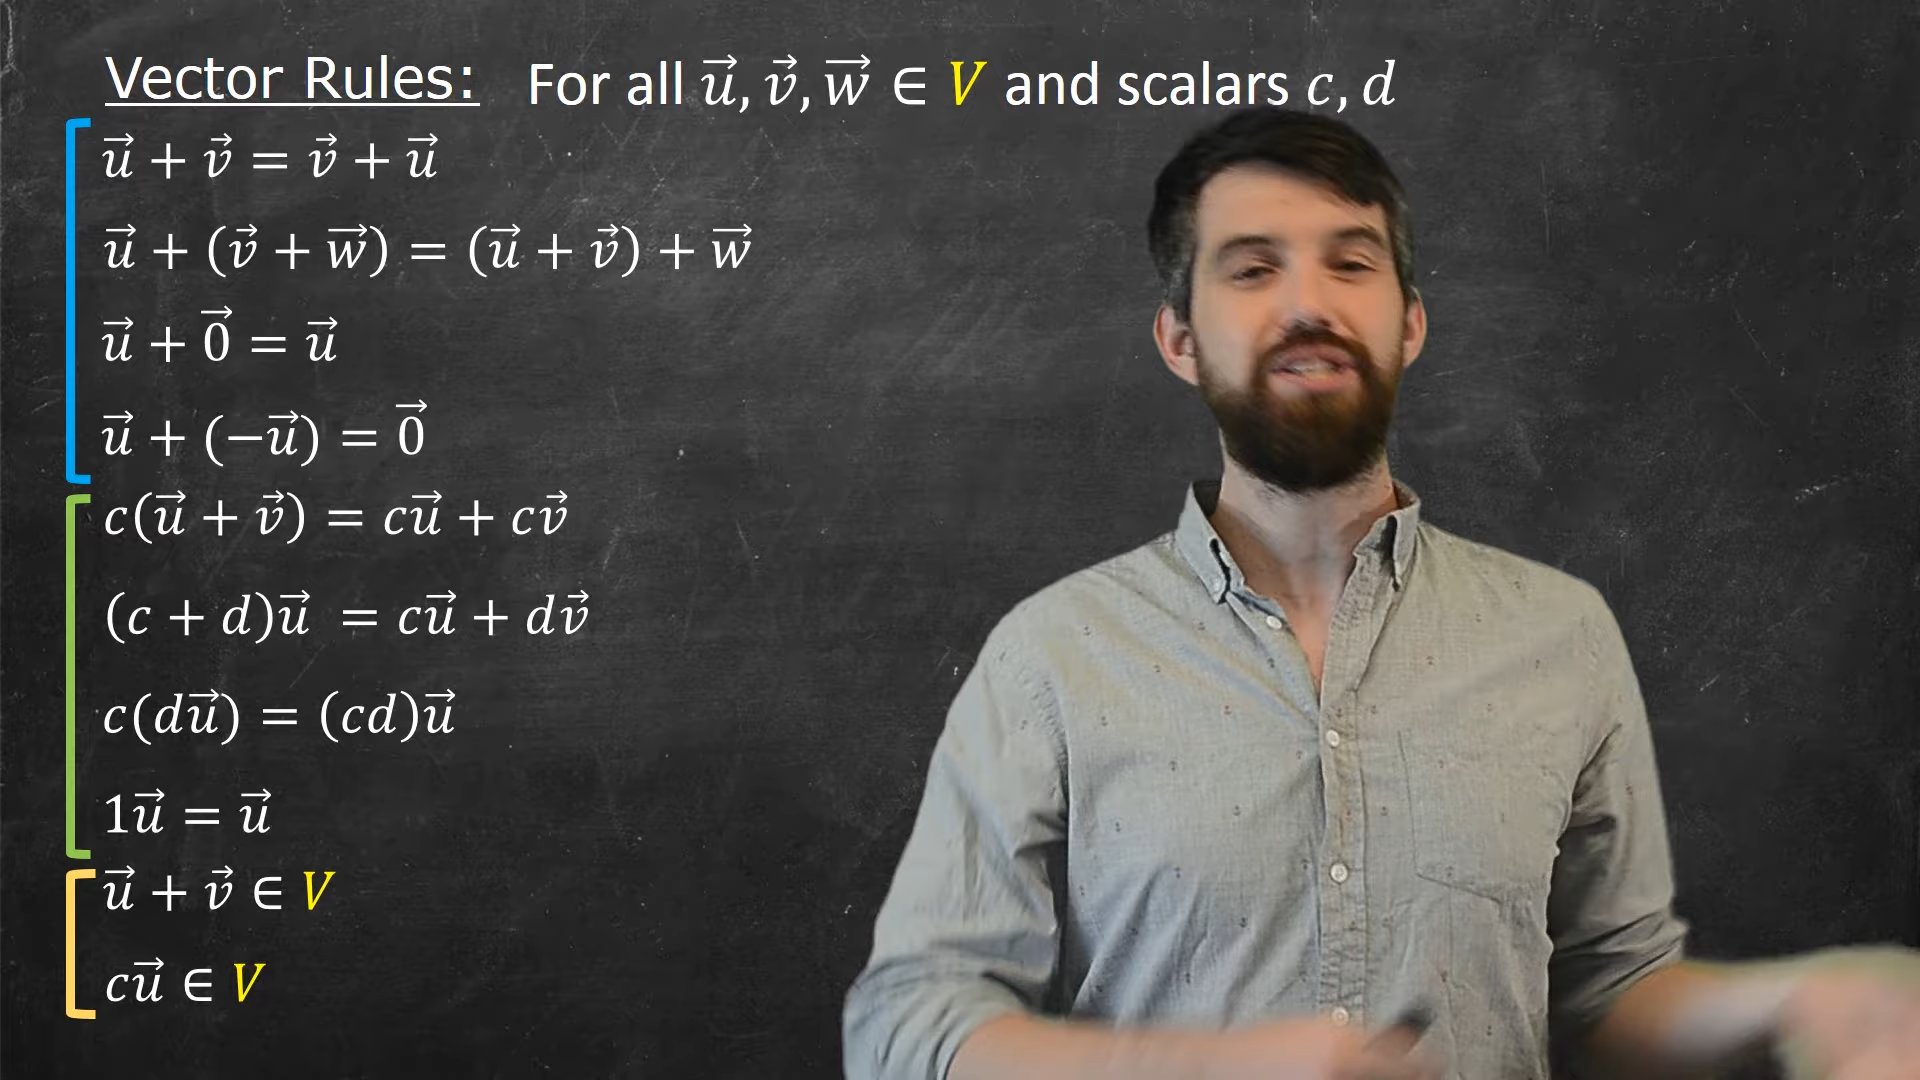 Vector Rules: For all u⃗, v⃗, w⃗ ∈ V and scalars c, d
u⃗ + v⃗ = v⃗ + u⃗
u⃗ + (v⃗ + w⃗) = (u⃗ + v⃗) + w⃗
u⃗ + 0⃗ = u⃗
u⃗ + (−u⃗) = 0⃗
c(u⃗ + v⃗) = cu⃗ + cv⃗
(c + d)u⃗ = cu⃗ + dv⃗
c(du⃗) = (cd)u⃗
1u⃗ = u⃗
u⃗ + v⃗ ∈ V
cu⃗ ∈ V